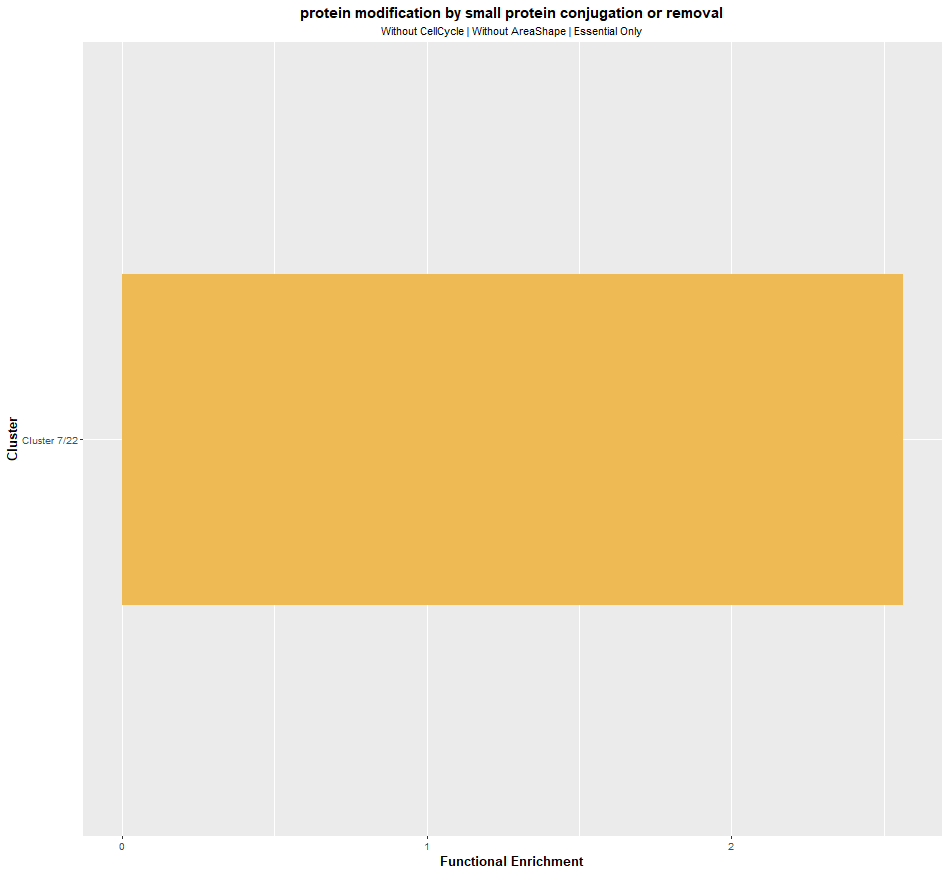 protein modification by small protein conjugation or removal
Without CellCycle | Without AreaShape | Essential Only
Cluster
Cluster 7/22
0 1 2
Functional Enrichment